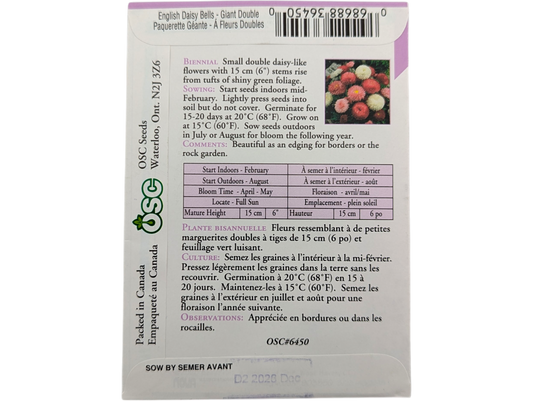 English Daisy Bells - Giant Double
Paquerette Géante - À Fleurs Doubles
0 68688 36450 0
BIENNIAL Small double daisy-like
flowers with 15 cm (6") stems rise
from tufts of shiny green foliage.
SOWING: Start seeds indoors mid-
February. Lightly press seeds into
soil but do not cover. Germinate for
15-20 days at 20°C (68°F). Grow on
at 15°C (60°F). Sow seeds outdoors
in July or August for bloom the following year.
COMMENTS: Beautiful as an edging for borders or the
rock garden.
Start Indoors - February À semer à l'intérieur - février
Start Outdoors - August À semer à l'extérieur - août
Bloom Time - April - May Floraison - avril/mai
Locate - Full Sun Emplacement - plein soleil
Mature Height 15 cm 6" Hauteur 15 cm 6 po
PLANTE BISANNUELLE Fleurs ressemblant à de petites
marguerites doubles à tiges de 15 cm (6 po) et
feuillage vert luisant.
CULTURE: Semez les graines à l'intérieur à la mi-février.
Pressez légèrement les graines dans la terre sans les
recouvrir. Germination à 20°C (68°F) en 15 à
20 jours. Maintenez-les à 15°C (60°F). Semez les
graines à l'extérieur en juillet et août pour une
floraison l'année suivante.
OBSERVATIONS: Appréciée en bordures ou dans les
rocailles.
OSC#6450
OSC Seeds
Waterloo, Ont. N2J 3Z6
OSC
Packed in Canada
Empaqueté au Canada
SOW BY SEMER AVANT
B2 2026 Dec